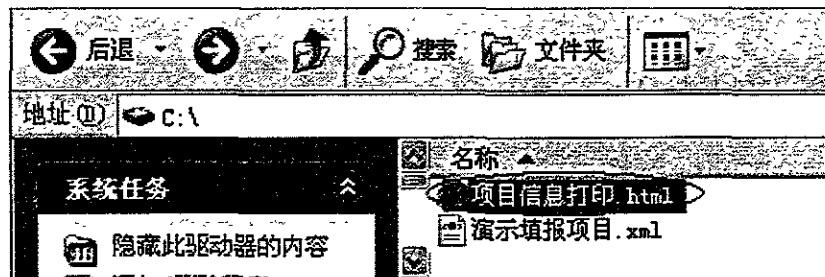 后退 搜索 文件夹
地址(D) C:\
名称
系统任务
项目信息打印.html
演示填报项目.xml
隐藏此驱动器的内容